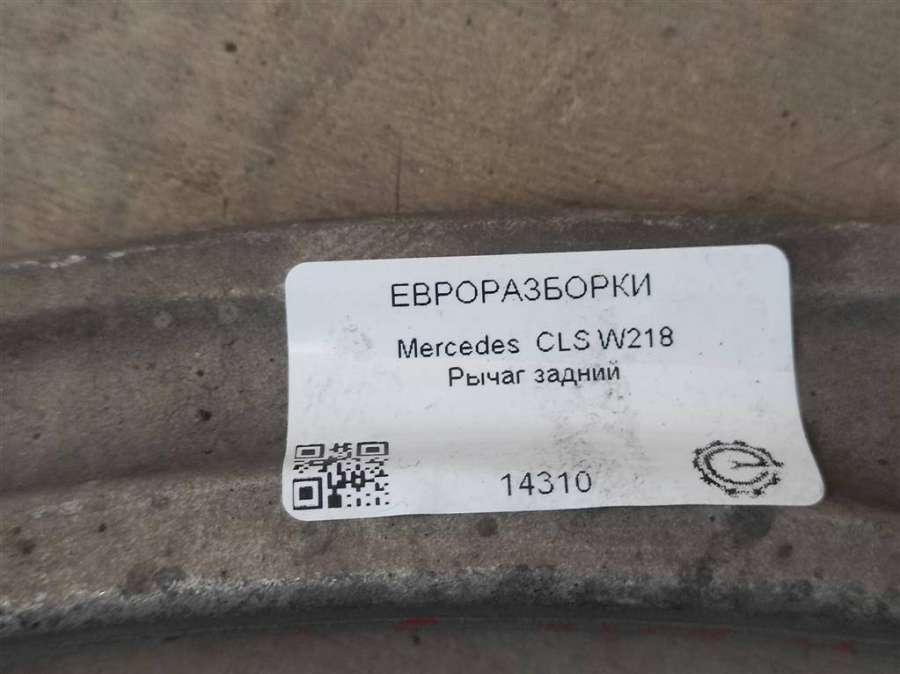 ЕВРОРАЗБОРКИ
Mercedes CLS W218
Рычаг задний
14310